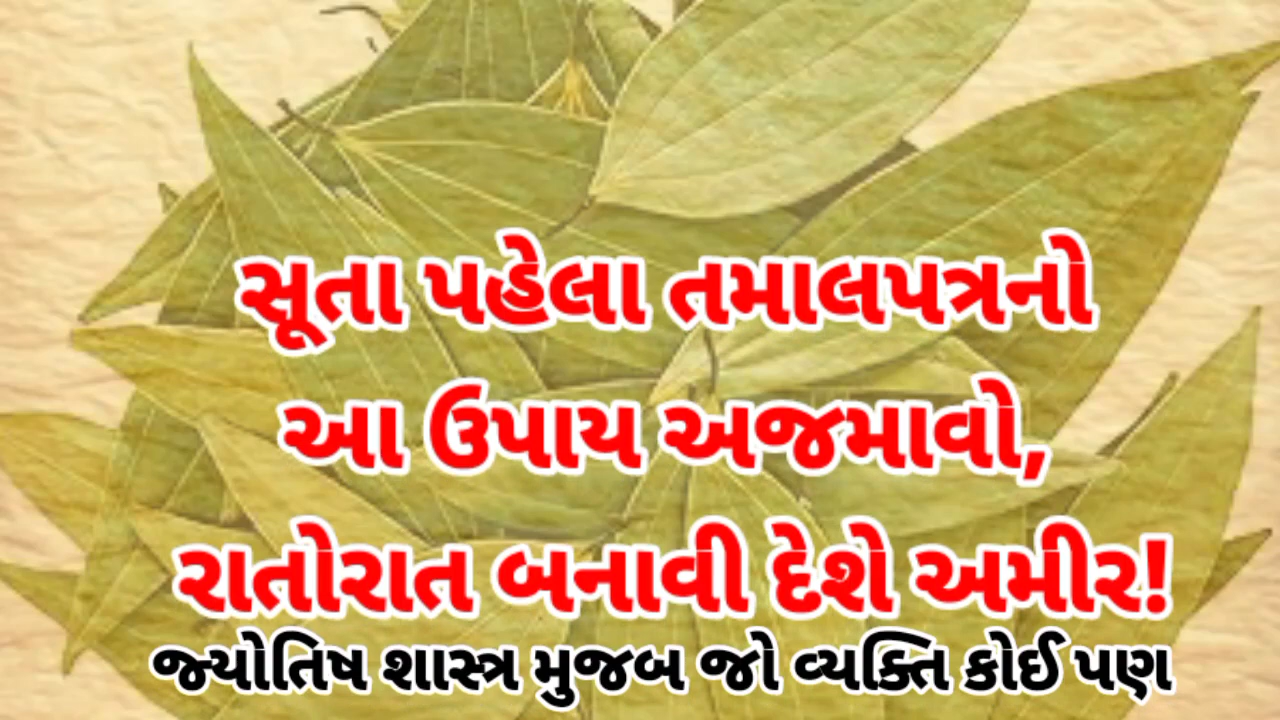 સૂતા પહેલા તમાલપત્રનો
આ ઉપાય અજમાવો,
રાતોરાત બનાવી દેશે અમીર!
જ્યોતિષ શાસ્ત્ર મુજબ જો વ્યક્તિ કોઈ પણ